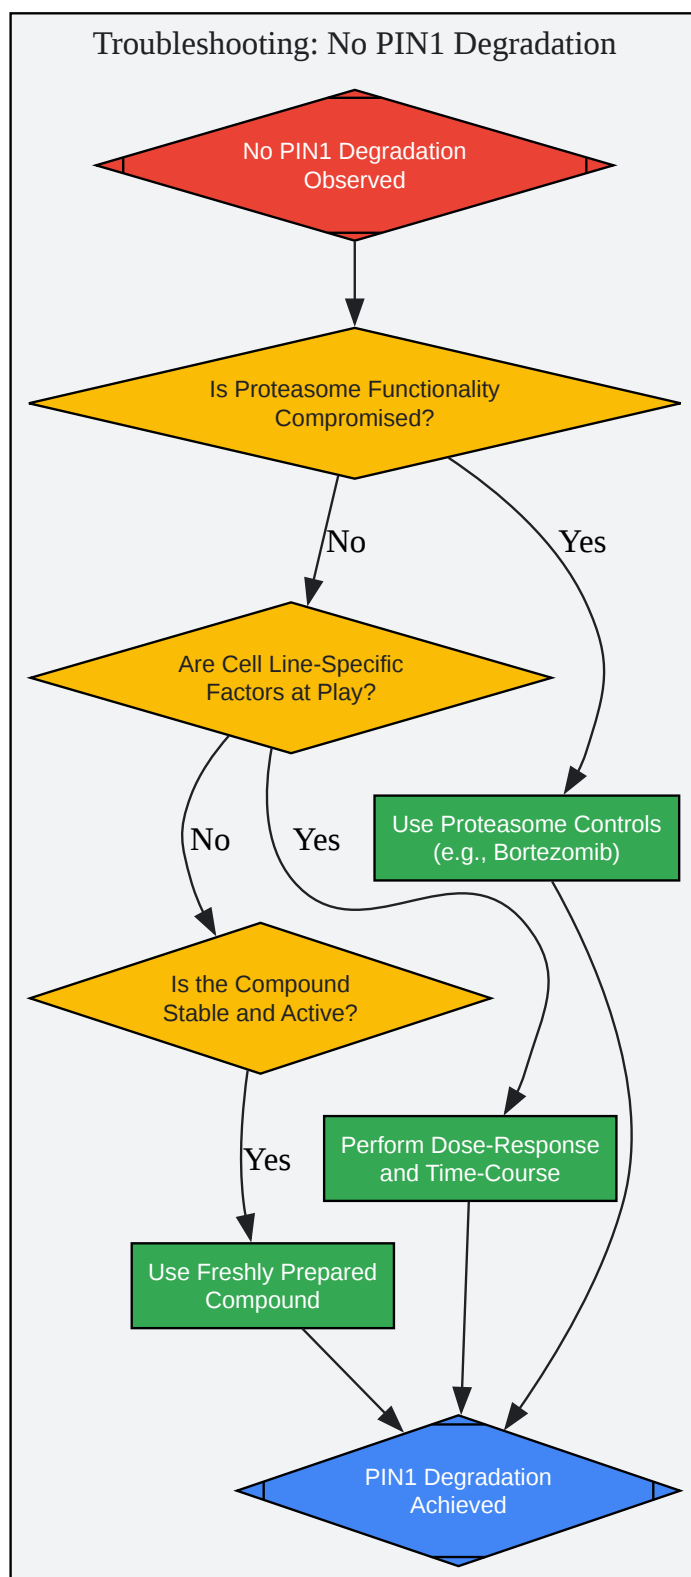 Troubleshooting: No PIN1 Degradation
No PIN1 Degradation
Observed
Is Proteasome Functionality
Compromised?
No
Yes
Are Cell Line-Specific
Factors at Play?
Use Proteasome Controls
(e.g., Bortezomib)
No
Yes
Is the Compound
Stable and Active?
Perform Dose-Response
and Time-Course
Yes
Use Freshly Prepared
Compound
PIN1 Degradation
Achieved